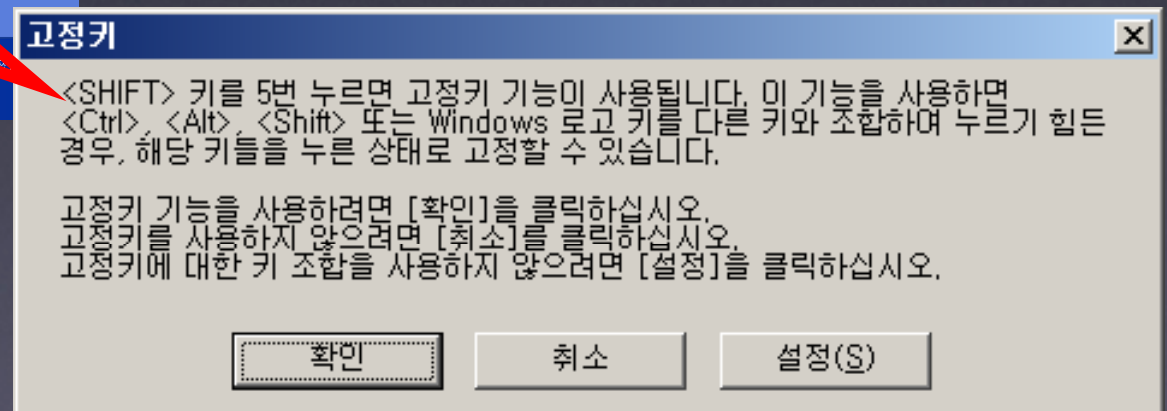 고정키
<SHIFT> 키를 5번 누르면 고정키 기능이 사용됩니다. 이 기능을 사용하면
<Ctrl>, <Alt>, <Shift> 또는 Windows 로고 키를 다른 키와 조합하여 누르기 힘든
경우, 해당 키들을 누른 상태로 고정할 수 있습니다.
고정키 기능을 사용하려면 [확인]을 클릭하십시오.
고정키를 사용하지 않으려면 [취소]를 클릭하십시오.
고정키에 대한 키 조합을 사용하지 않으려면 [설정]을 클릭하십시오.
확인 취소 설정(S)